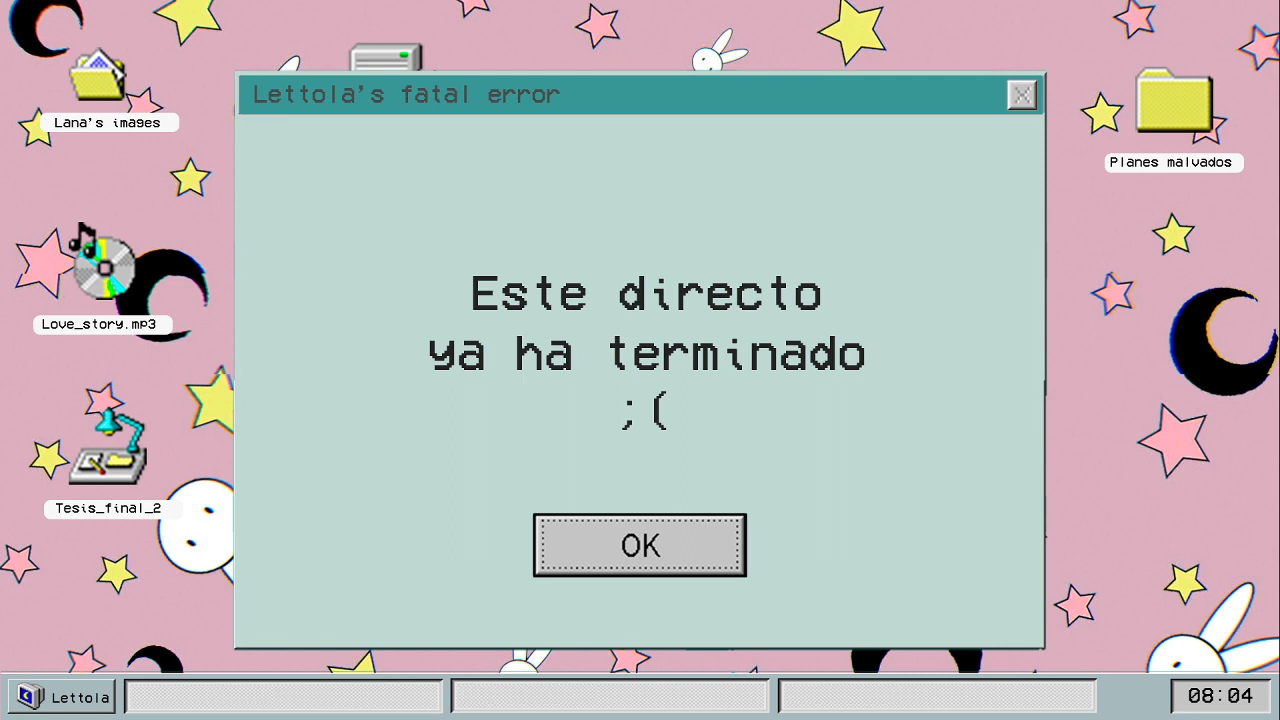 Lettola's fatal error
Lana's images
Planes malvados
Este directo
ya ha terminado
;(
Love_story.mp3
Tesis_final_2
OK
Lettola
08:04